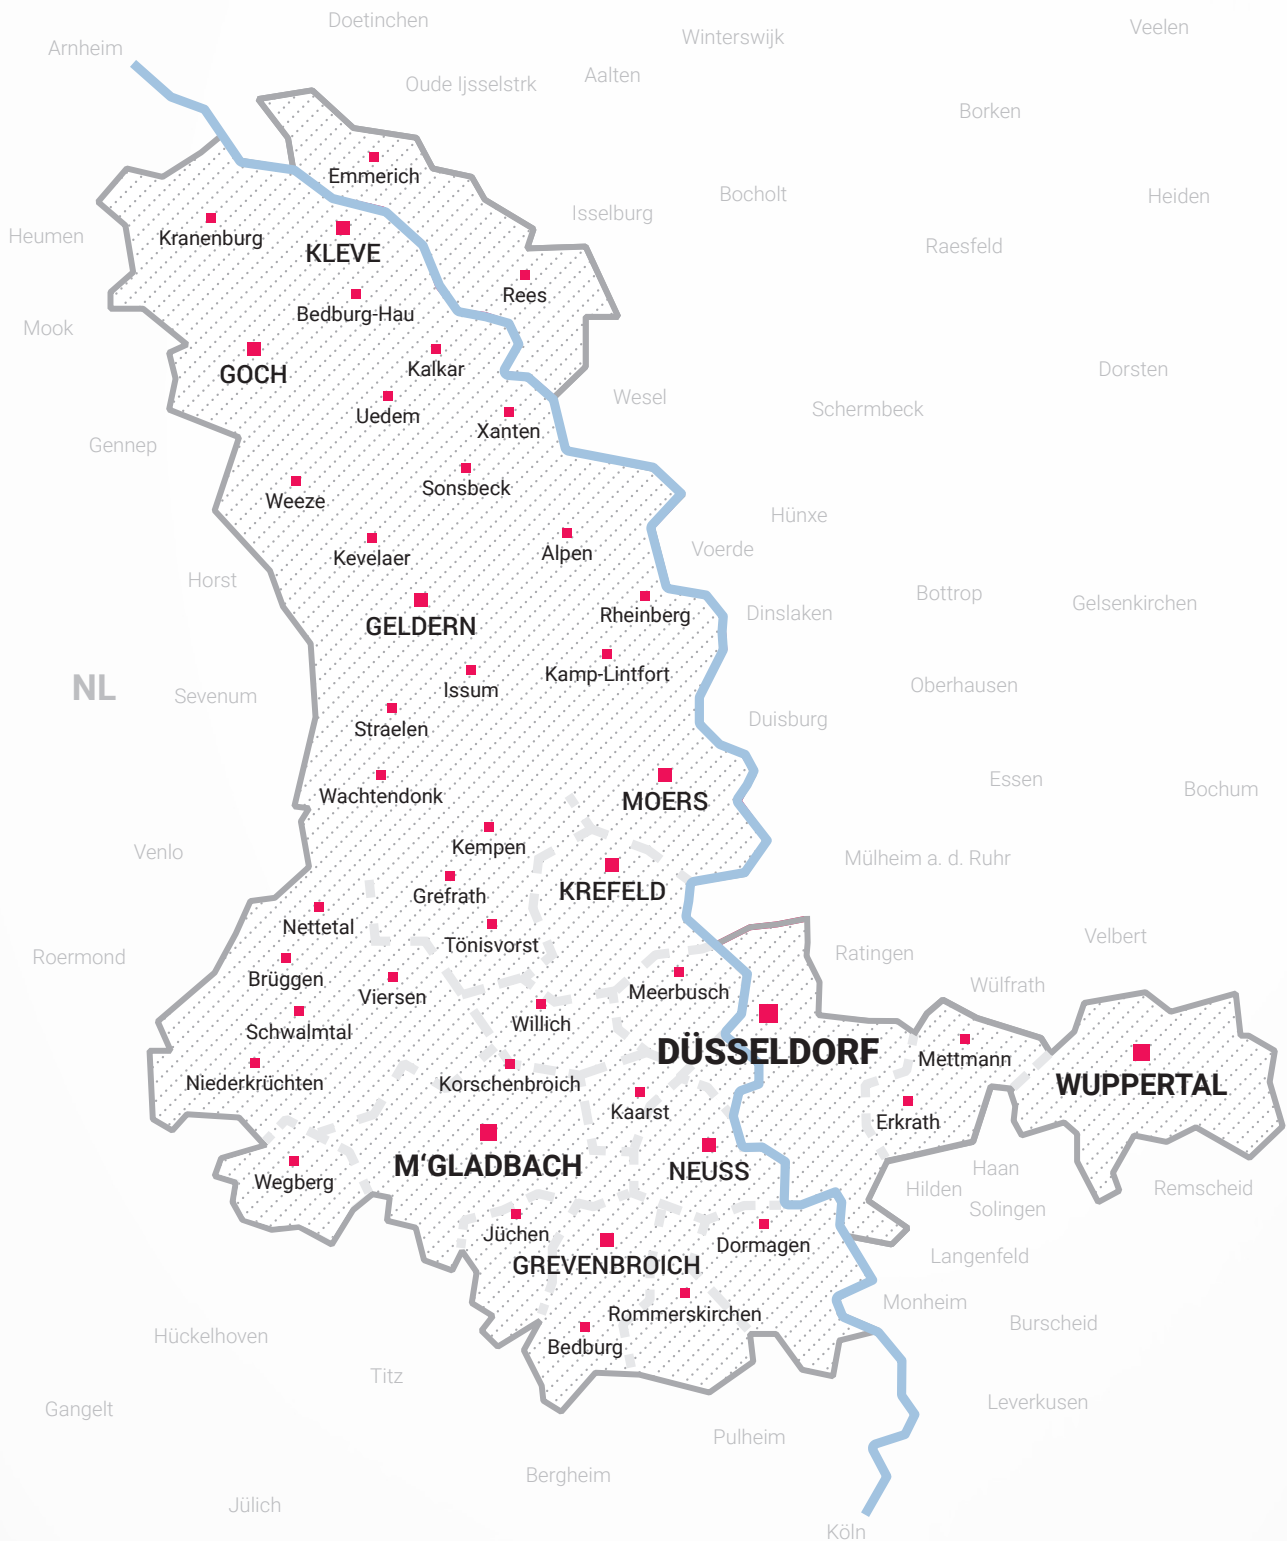 Doetinchen
Veelen
Winterswijk
Arnheim
Aalten
Oude Ijsselstrk
Borken
Emmerich
Bocholt
Heiden
Isselburg
Heumen
Kranenburg
KLEVE
Raesfeld
Rees
Bedburg-Hau
Mook
GOCH
Kalkar
Dorsten
Wesel
Schermbeck
Uedem
Xanten
Gennep
Sonsbeck
Weeze
Hünxe
Kevelaer
Alpen
Voerde
Horst
Bottrop
Gelsenkirchen
GELDERN
Rheinberg
Dinslaken
Kamp-Lintfort
NL
Issum
Oberhausen
Sevenum
Straelen
Duisburg
Wachtendonk
MOERS
Essen
Bochum
Kempen
Venlo
Mülheim a. d. Ruhr
Grefrath
KREFELD
Nettetal
Tönisvorst
Velbert
Roermond
Ratingen
Brüggen
Viersen
Meerbusch
Wülfrath
Schwalmtal
Willich
DÜSSELDORF
Mettmann
Niederkrüchten
Korschenbroich
WUPPERTAL
Kaarst
Erkrath
M‘GLADBACH
NEUSS
Haan
Wegberg
Hilden
Remscheid
Solingen
Jüchen
Dormagen
GREVENBROICH
Langenfeld
Monheim
Rommerskirchen
Burscheid
Hückelhoven
Bedburg
Titz
Leverkusen
Gangelt
Pulheim
Bergheim
Jülich
Köln